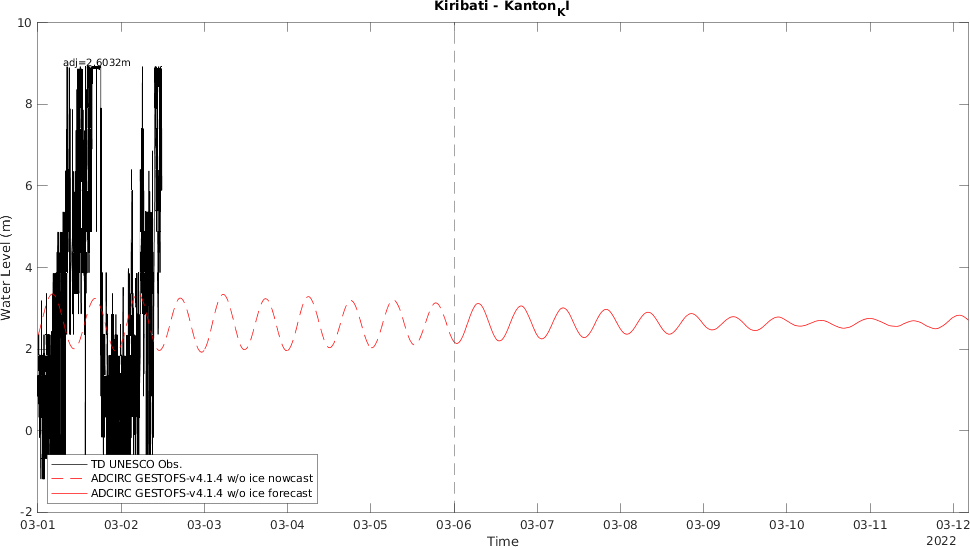 Kiribati - Kanton_KI
10
adj=2.6032m
8
6
4
2
0
-2
Water Level (m)
TD UNESCO Obs.
ADCIRC GESTOFS-v4.1.4 w/o ice nowcast
ADCIRC GESTOFS-v4.1.4 w/o ice forecast
03-01 03-02 03-03 03-04 03-05 03-06 03-07 03-08 03-09 03-10 03-11 03-12
Time
2022